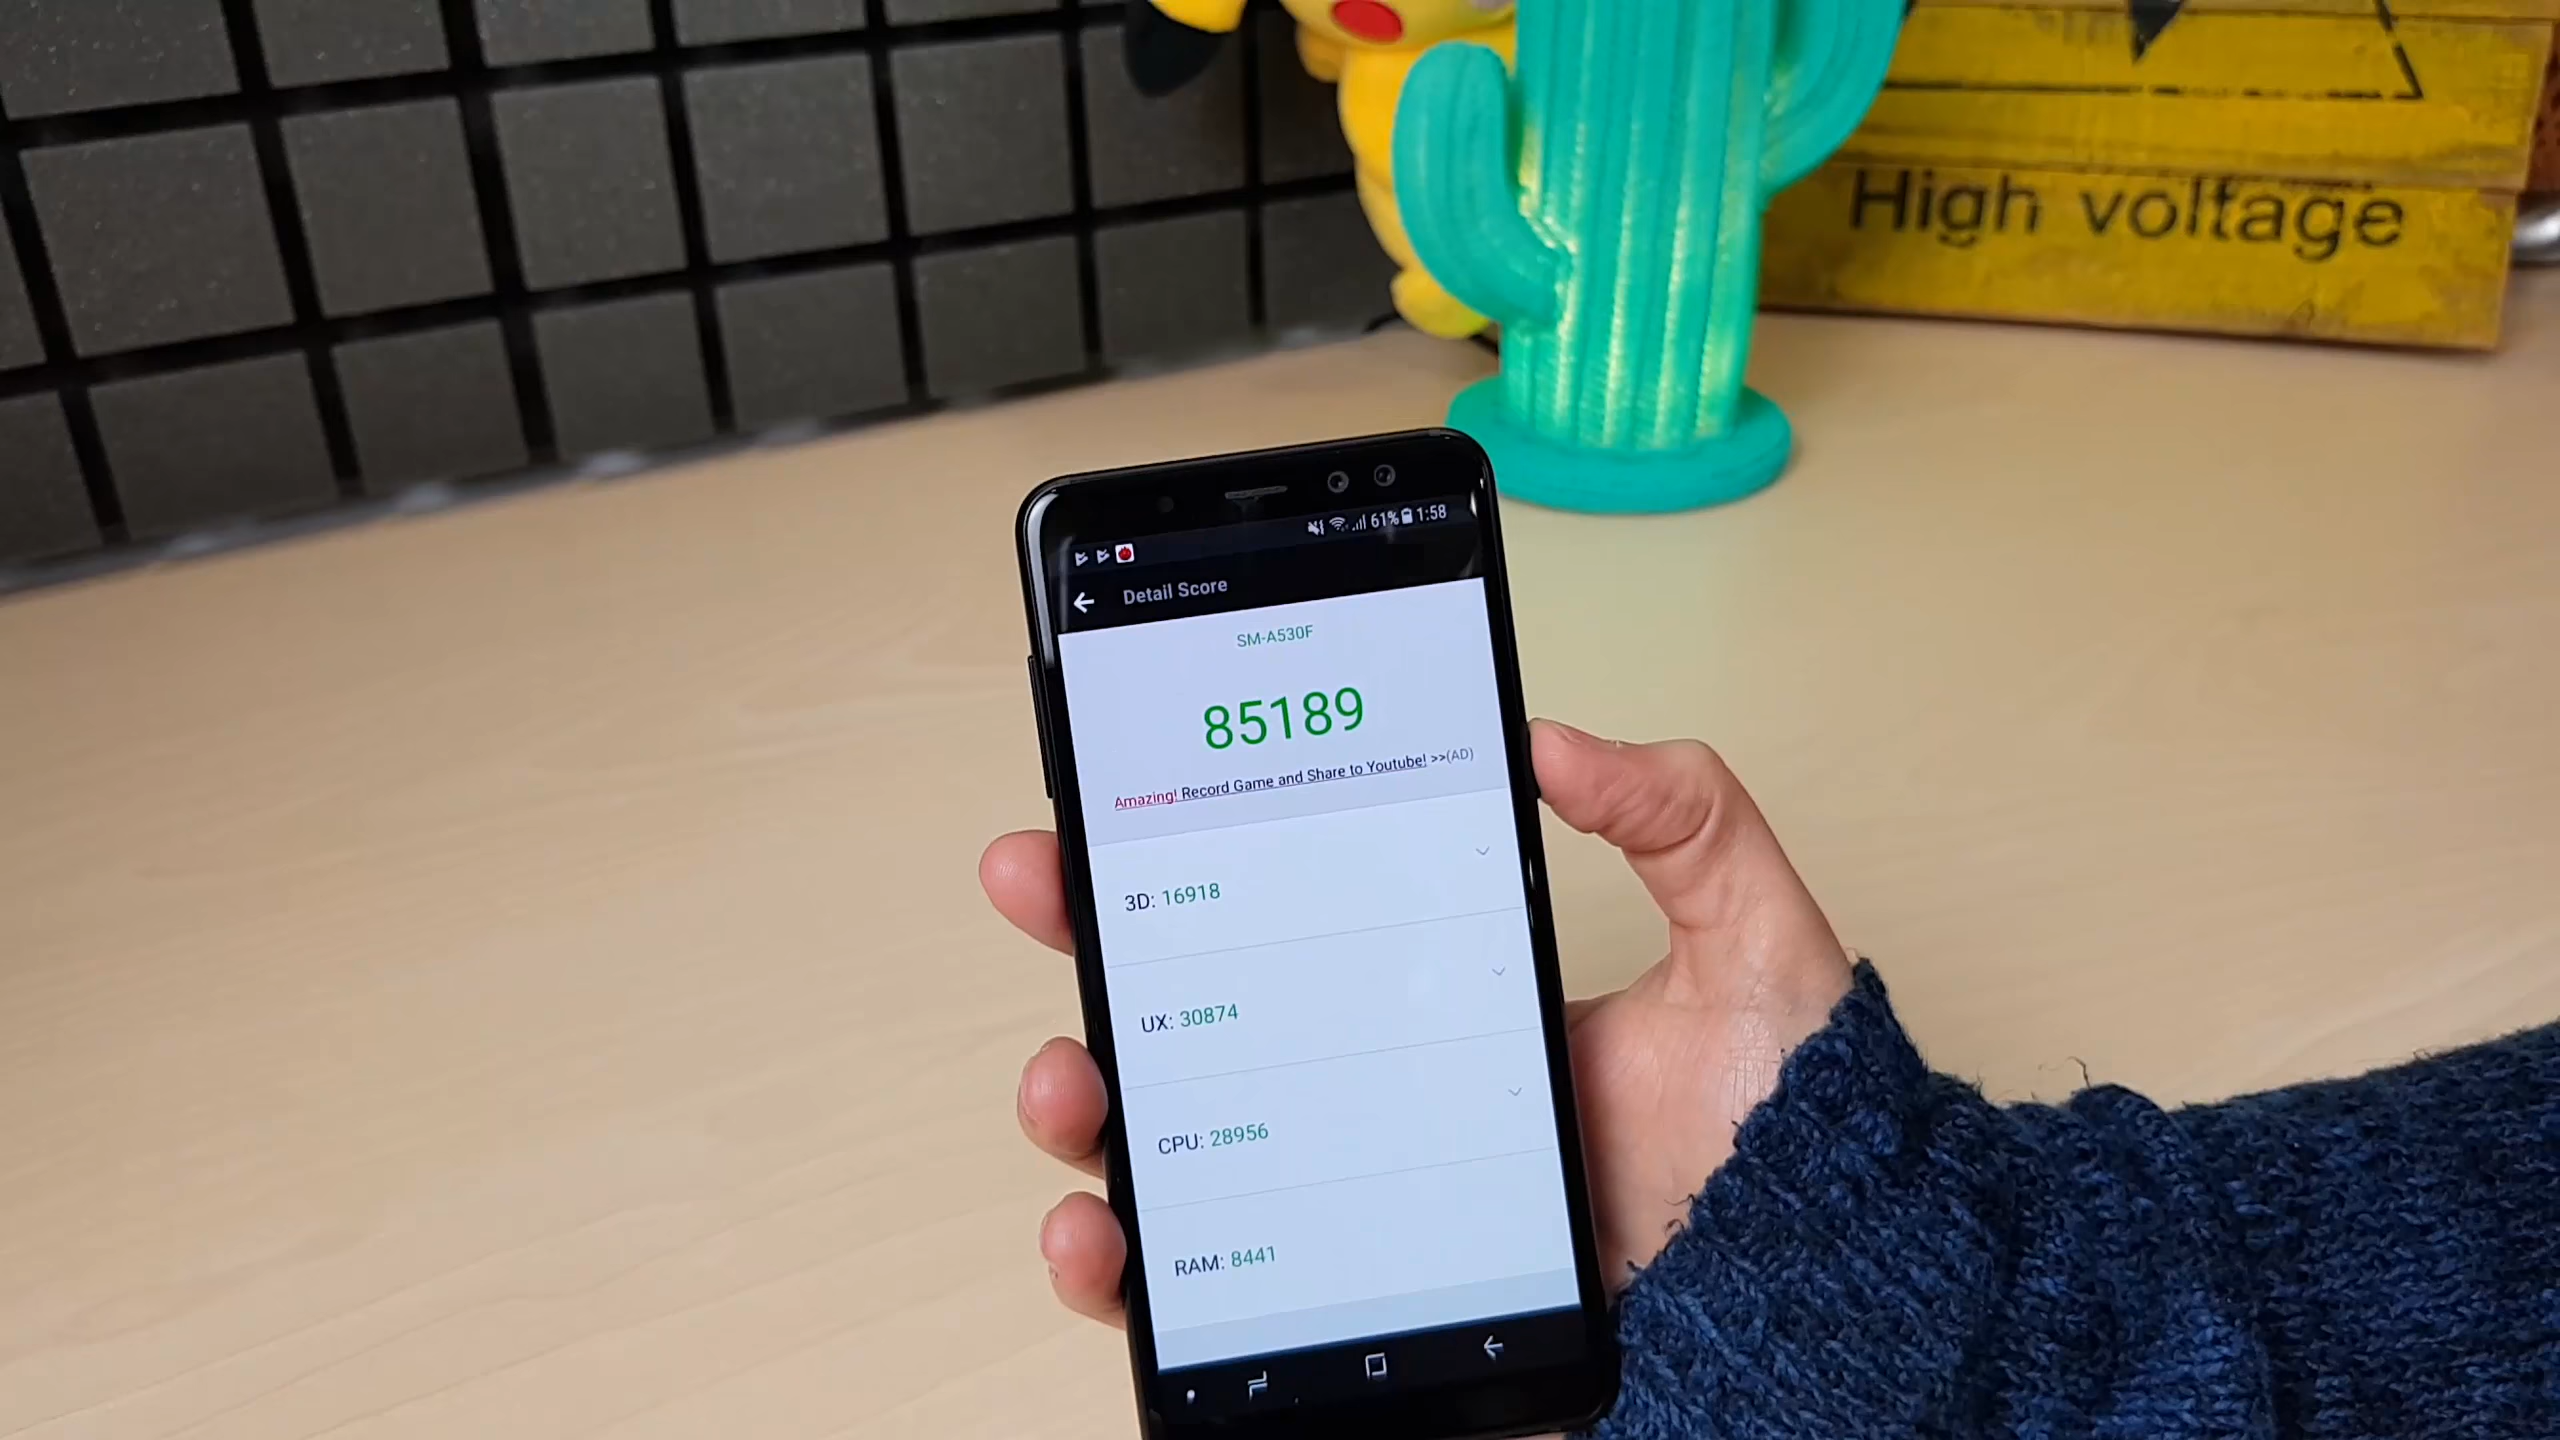 High voltage
61% 1:58
Detail Score
SM-A530F
85189
Amazing! Record Game and Share to Youtube! >>(AD)
3D: 16918
UX: 30874
CPU: 28956
RAM: 8441